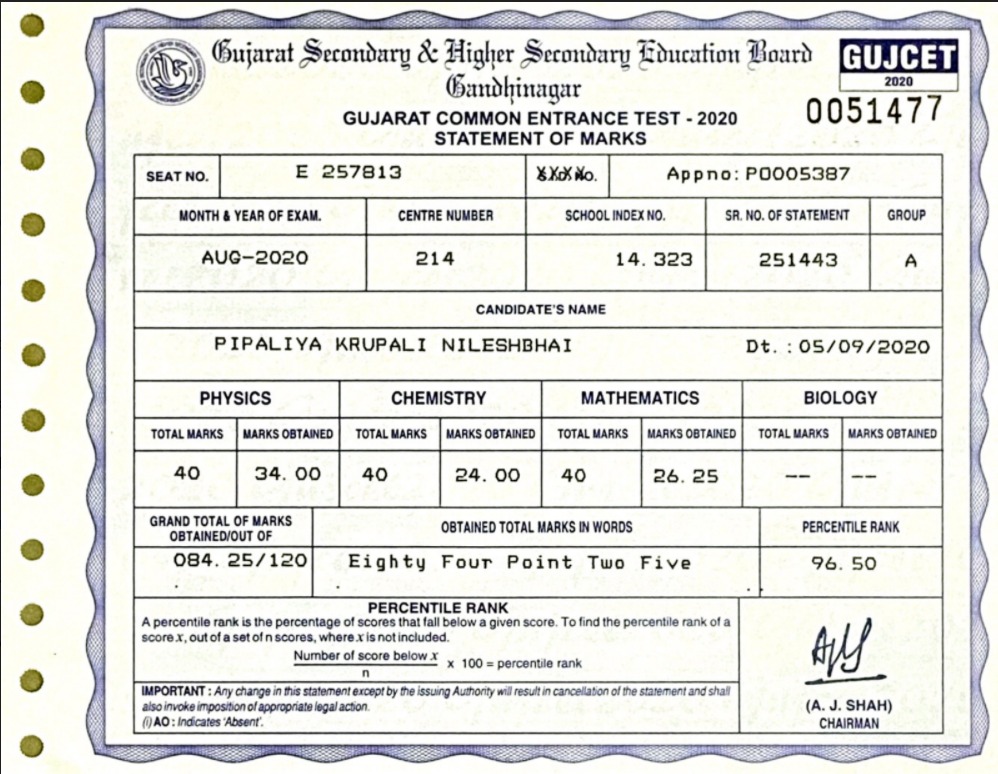 Gujarat Secondary & Higher Secondary Education Board
Gandhinagar
GUJCET
2020
0051477
GUJARAT COMMON ENTRANCE TEST - 2020
STATEMENT OF MARKS
SEAT NO. E 257813 NO. Appno: P0005387
MONTH & YEAR OF EXAM. CENTRE NUMBER SCHOOL INDEX NO. SR. NO. OF STATEMENT GROUP
AUG-2020 214 14. 323 251443 A
CANDIDATE'S NAME
PIPALIYA KRUPALI NILESHBHAI Dt. : 05/09/2020
PHYSICS CHEMISTRY MATHEMATICS BIOLOGY
TOTAL MARKS MARKS OBTAINED TOTAL MARKS MARKS OBTAINED TOTAL MARKS MARKS OBTAINED TOTAL MARKS MARKS OBTAINED
40 34. 00 40 24. 00 40 26. 25 -- --
GRAND TOTAL OF MARKS
OBTAINED/OUT OF
OBTAINED TOTAL MARKS IN WORDS PERCENTILE RANK
084. 25/120 Eighty Four Point Two Five 96. 50
PERCENTILE RANK
A percentile rank is the percentage of scores that fall below a given score. To find the percentile rank of a
score x, out of a set of n scores, where x is not included.
Number of score below x
n
x 100 = percentile rank
IMPORTANT : Any change in this statement except by the issuing Authority will result in cancellation of the statement and shall
also invoke imposition of appropriate legal action.
(i) AO : Indicates 'Absent'.
(A. J. SHAH)
CHAIRMAN